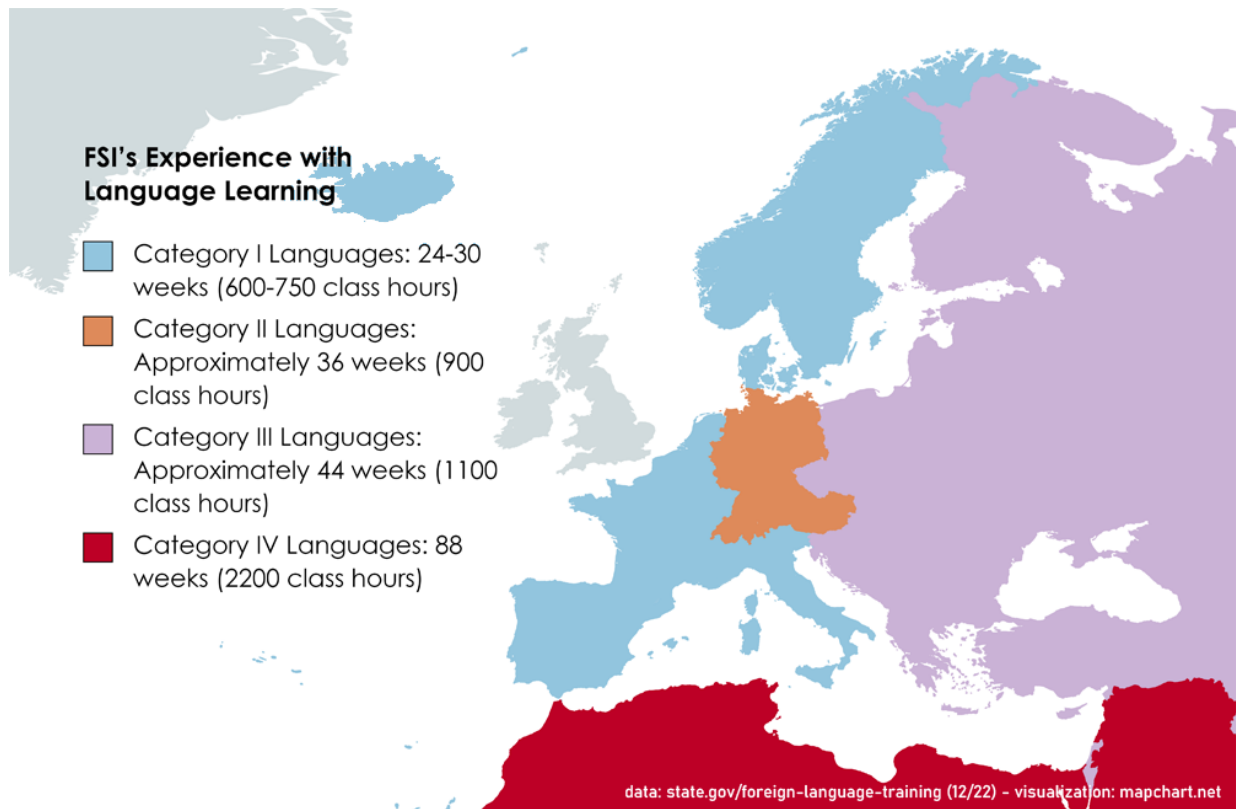 FSI's Experience with
Language Learning
Category I Languages: 24-30
weeks (600-750 class hours)
Category II Languages:
Approximately 36 weeks (900
class hours)
Category III Languages:
Approximately 44 weeks (1100
class hours)
Category IV Languages: 88
weeks (2200 class hours)
data: state.gov/foreign-language-training (12/22) - visualization: mapchart.net